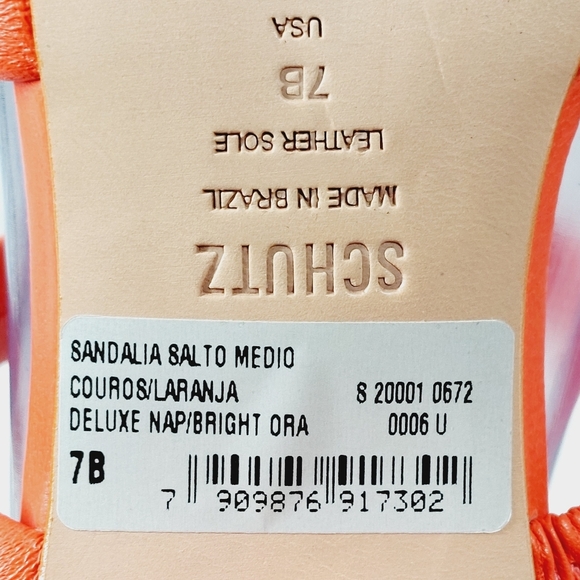 SCHUTZ
MADE IN BRAZIL
LEATHER SOLE
7B
USA
SANDALIA SALTO MEDIO
COUROS/LARANJA S 20001 0672
DELUXE NAP/BRIGHT ORA 0006 U
7B
7 909876 917302